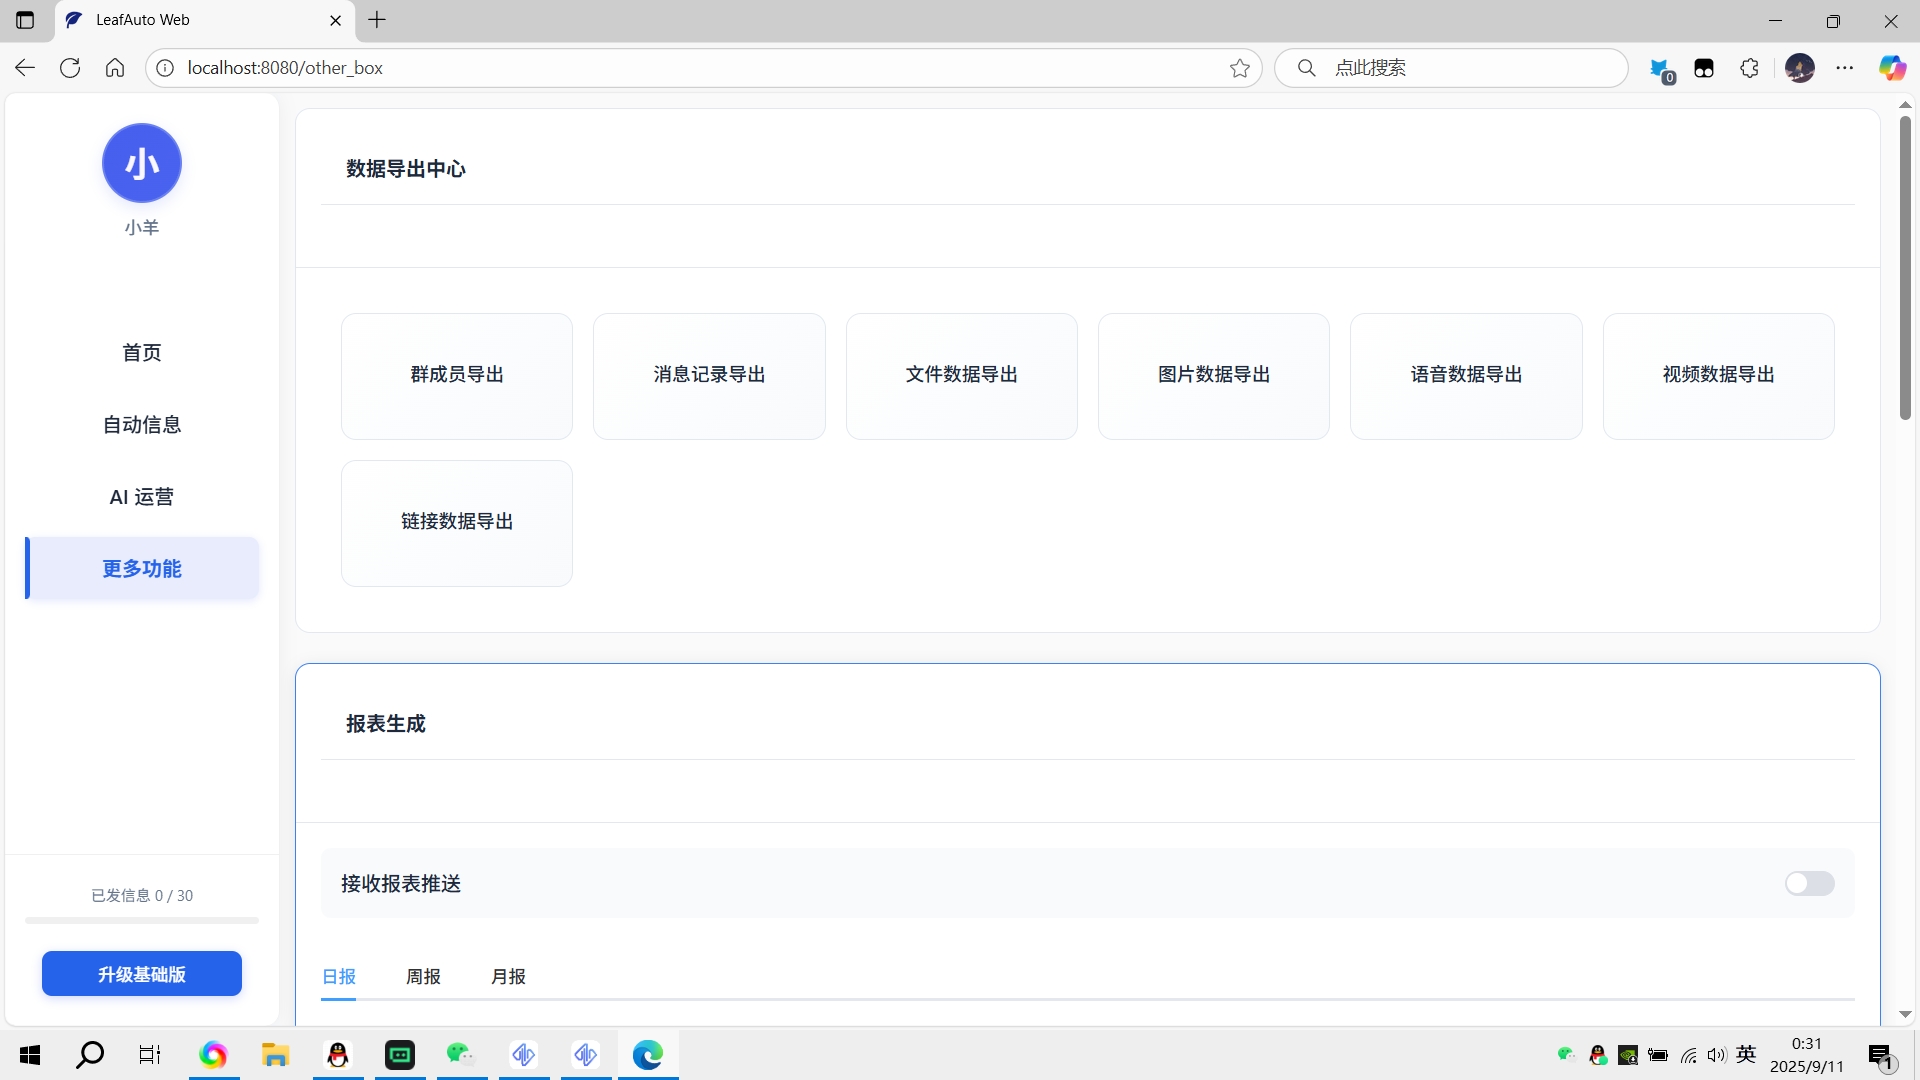 LeafAuto Web
localhost:8080/other_box
点此搜索
0
小
小羊
首页
自动信息
AI 运营
更多功能
已发信息 0 / 30
升级基础版
数据导出中心
群成员导出
消息记录导出
文件数据导出
图片数据导出
语音数据导出
视频数据导出
链接数据导出
报表生成
接收报表推送
日报
周报
月报
英
0:31
2025/9/11
1